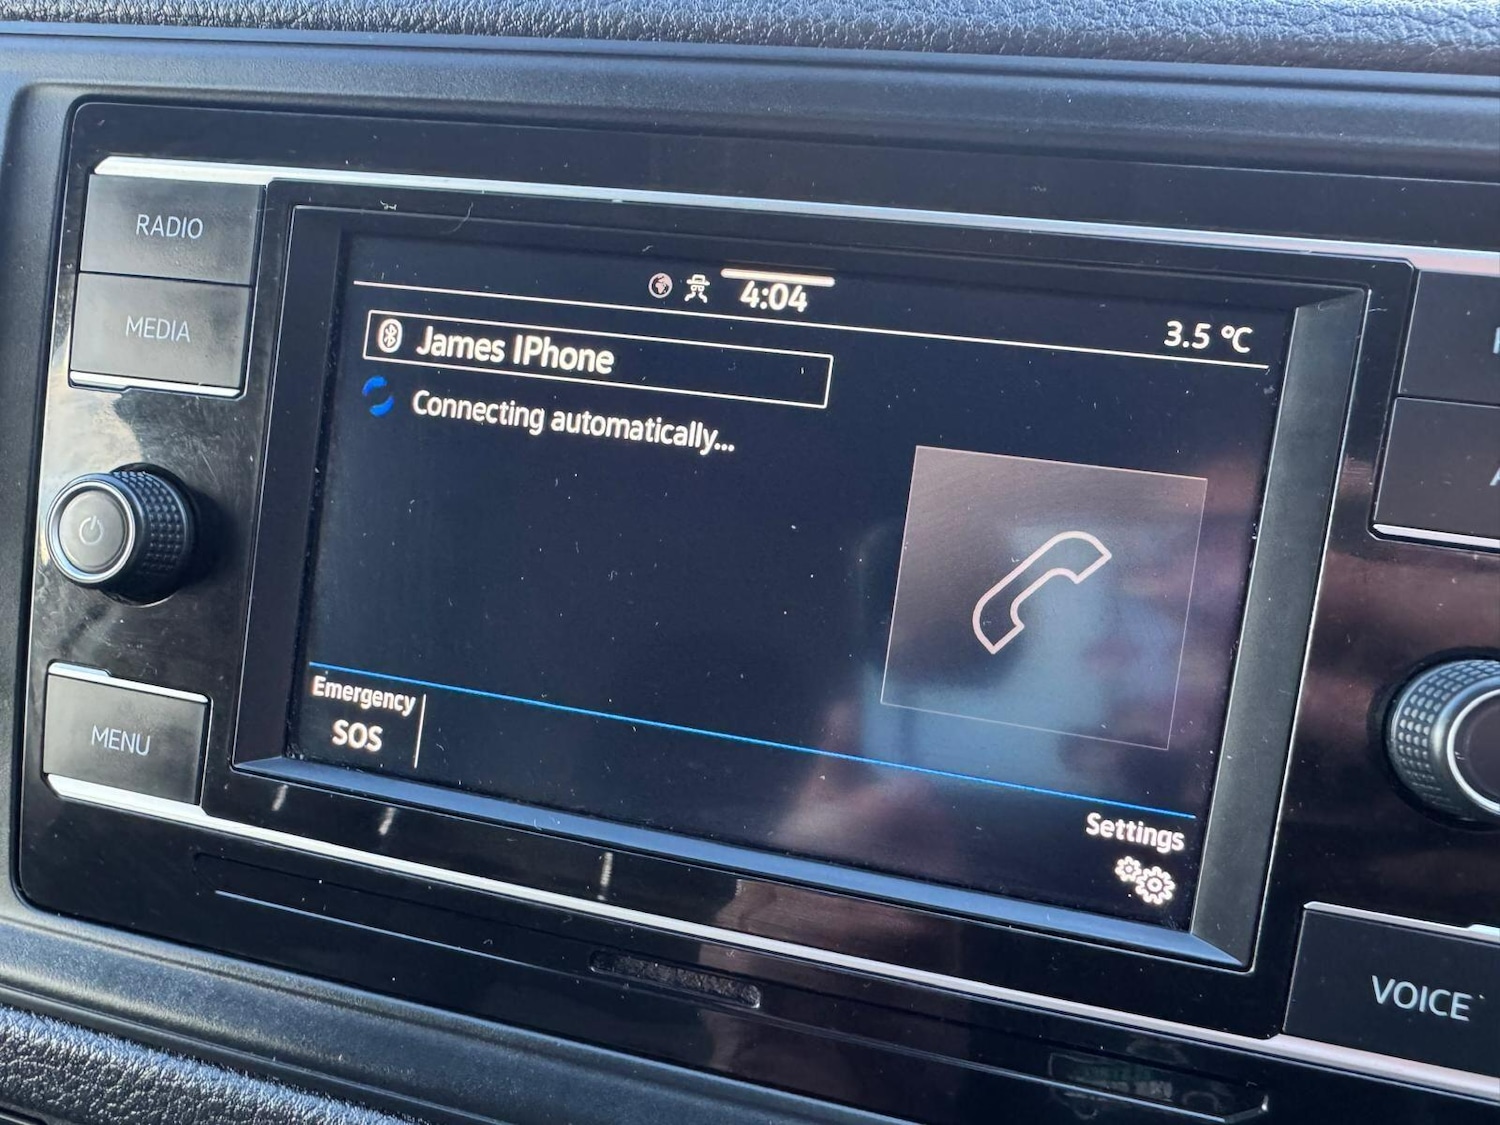 RADIO
MEDIA
MENU
4:04
3.5 °C
James IPhone
Connecting automatically...
Emergency
SOS
Settings
VOICE